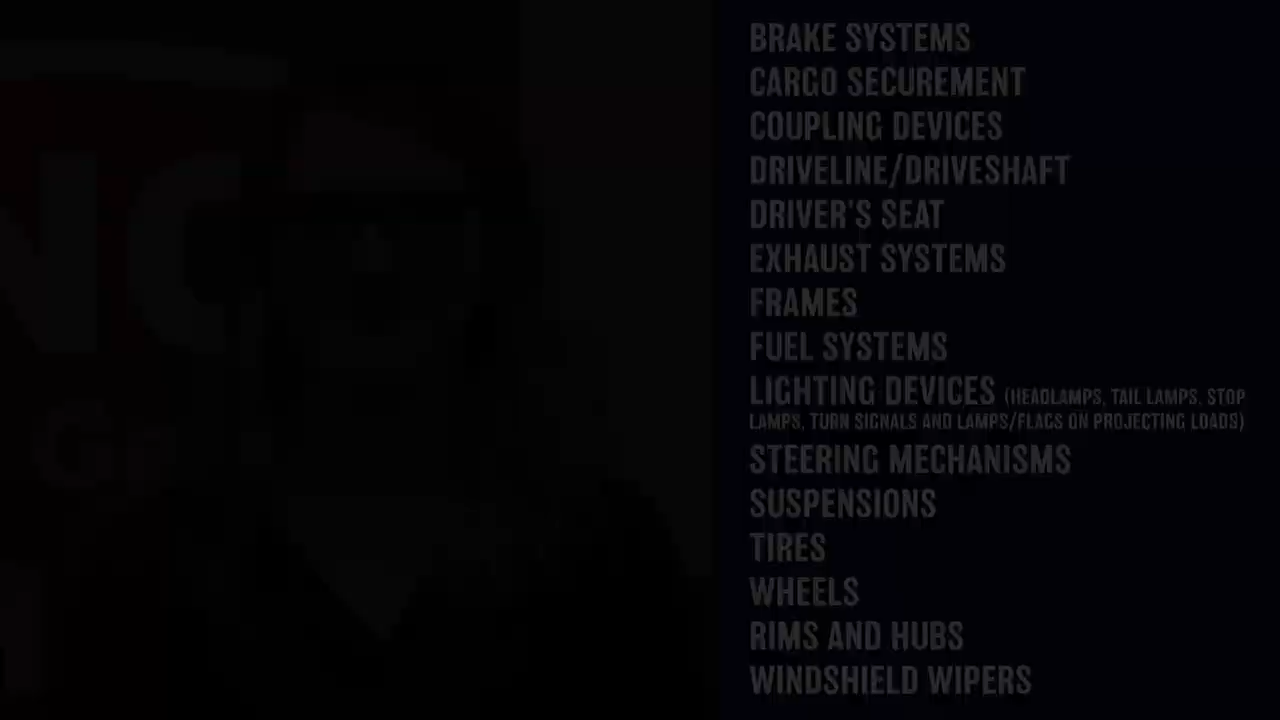 NG
BRAKE SYSTEMS
CARGO SECUREMENT
COUPLING DEVICES
DRIVELINE/DRIVESHAFT
DRIVER'S SEAT
EXHAUST SYSTEMS
FRAMES
FUEL SYSTEMS
LIGHTING DEVICES (HEADLAMPS, TAIL LAMPS, STOP
LAMPS, TURN SIGNALS AND LAMPS/FLAGS ON PROJECTING LOADS)
STEERING MECHANISMS
SUSPENSIONS
TIRES
WHEELS
RIMS AND HUBS
WINDSHIELD WIPERS